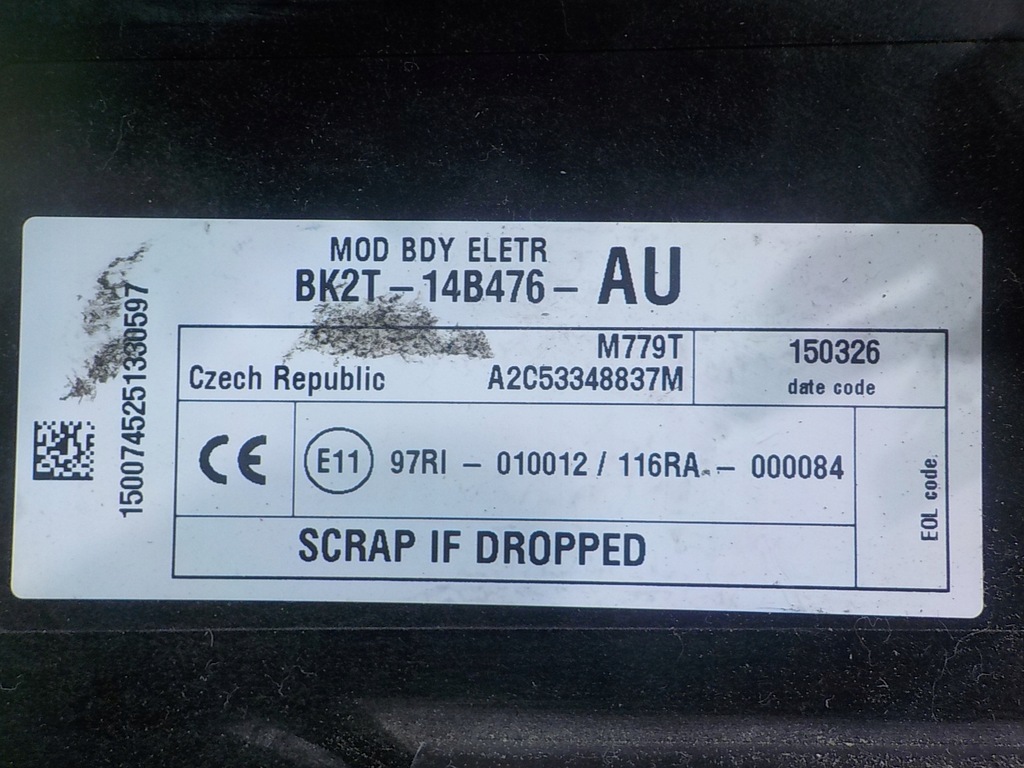 MOD BDY ELETR
BK2T - 14B476 - AU
M779T
Czech Republic A2C53348837M
150326
date code
CE
E11 97RI - 010012 / 116RA - 000084
SCRAP IF DROPPED
EOL code
15007452513330597